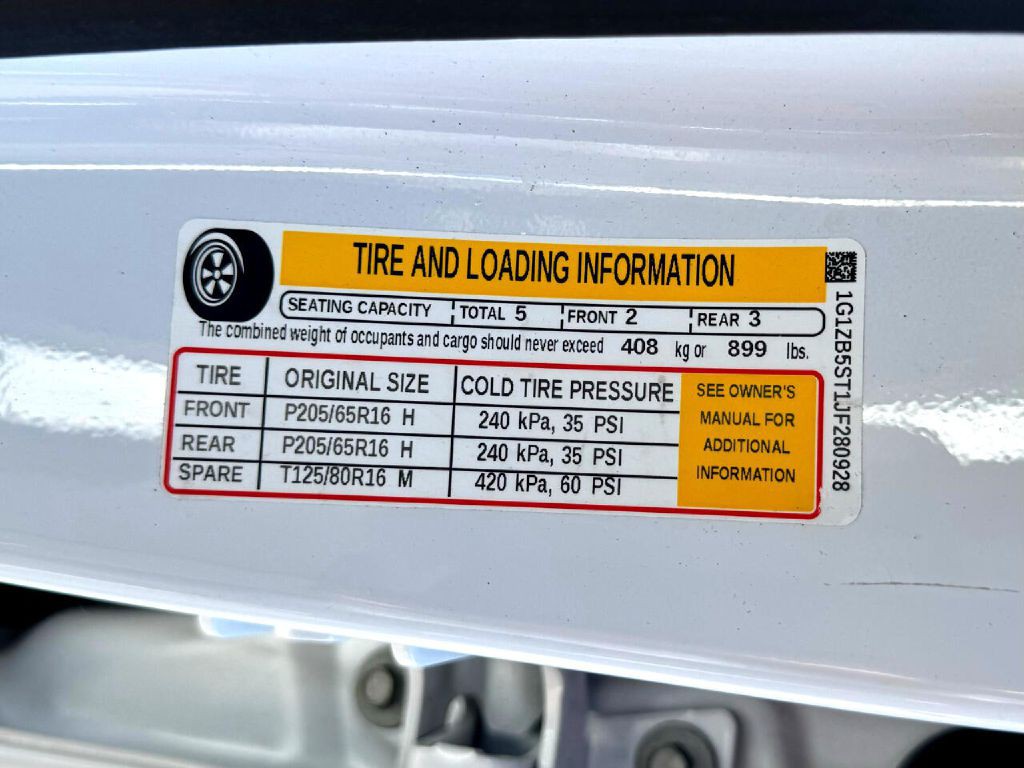 TIRE AND LOADING INFORMATION
SEATING CAPACITY TOTAL 5 FRONT 2 REAR 3
The combined weight of occupants and cargo should never exceed 408 kg or 899 lbs.
TIRE ORIGINAL SIZE COLD TIRE PRESSURE
FRONT P205/65R16 H 240 kPa, 35 PSI
REAR P205/65R16 H 240 kPa, 35 PSI
SPARE T125/80R16 M 420 kPa, 60 PSI
SEE OWNER'S
MANUAL FOR
ADDITIONAL
INFORMATION
1G1ZB5ST1JF280928